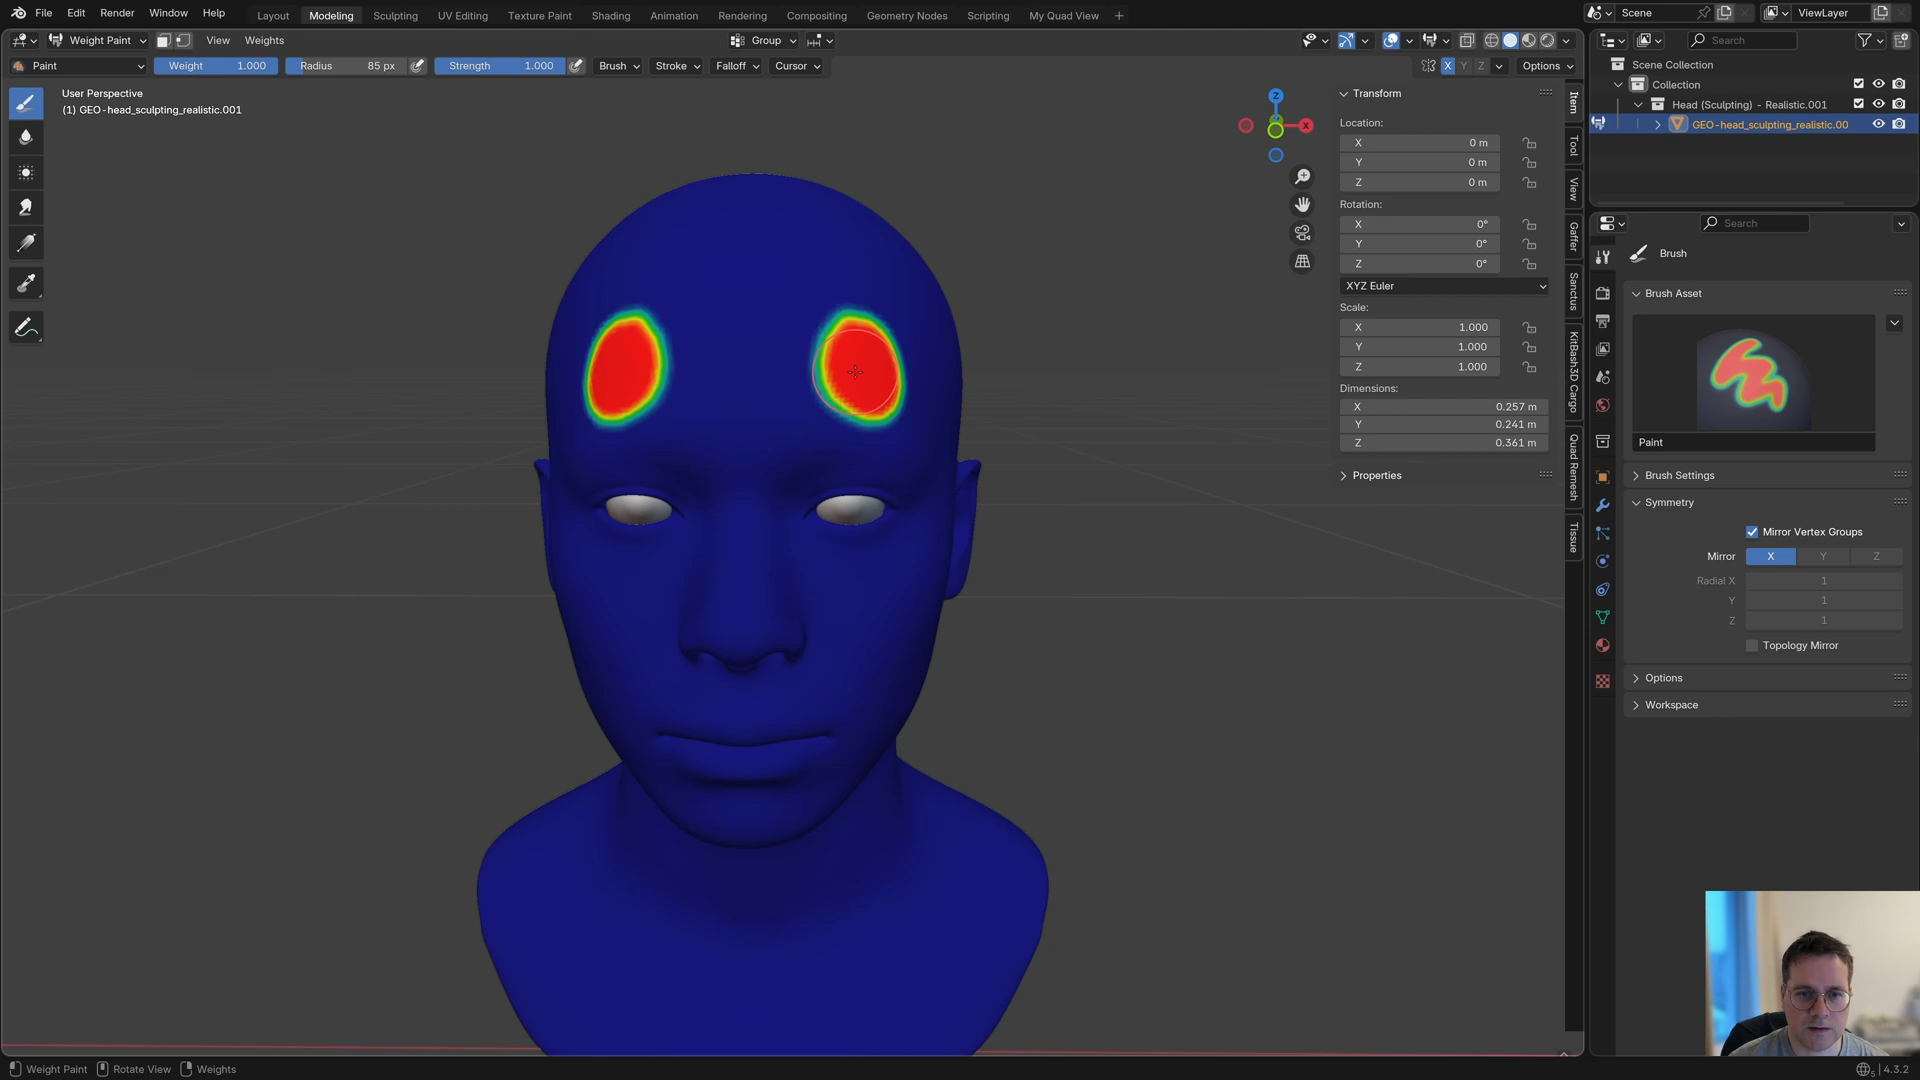 File Edit Render Window Help
Layout Modeling Sculpting UV Editing Texture Paint Shading Animation Rendering Compositing Geometry Nodes Scripting My Quad View +
Scene
ViewLayer
Weight Paint View Weights
Group
Search
Paint
Weight 1.000
Radius 85 px
Strength 1.000
Brush Stroke Falloff Cursor
X Y Z
Options
User Perspective
(1) GEO-head_sculpting_realistic.001
Z
X
Transform
Location:
X 0 m
Y 0 m
Z 0 m
Rotation:
X 0°
Y 0°
Z 0°
XYZ Euler
Scale:
X 1.000
Y 1.000
Z 1.000
Dimensions:
X 0.257 m
Y 0.241 m
Z 0.361 m
Properties
Item
Tool
View
Gaffer
Sanctus
KitBash3D Cargo
Quad Remesh
Tissue
Scene Collection
Collection
Head (Sculpting) - Realistic.001
GEO-head_sculpting_realistic.00
Search
Brush
Brush Asset
Paint
Brush Settings
Symmetry
Mirror Vertex Groups
Mirror X Y Z
Radial X 1
Y 1
Z 1
Topology Mirror
Options
Workspace
Weight Paint Rotate View Weights
5 4.3.2